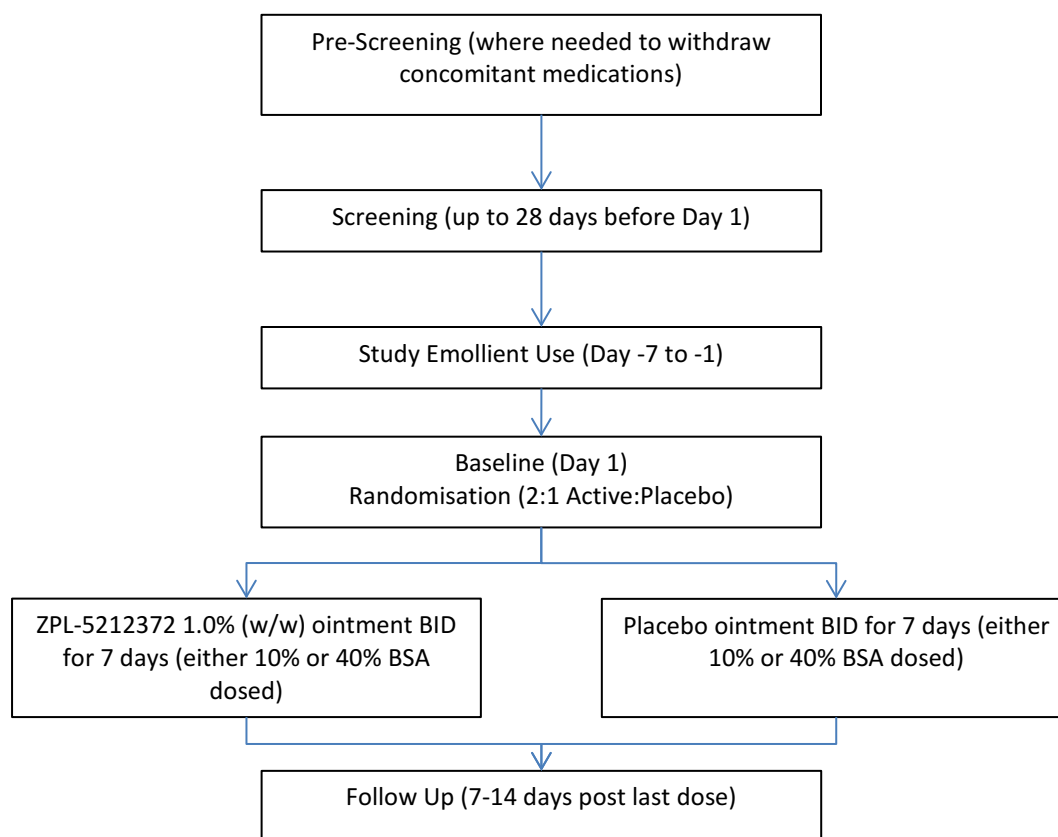 Pre-Screening (where needed to withdraw
concomitant medications)
Screening (up to 28 days before Day 1)
Study Emollient Use (Day -7 to -1)
Baseline (Day 1)
Randomisation (2:1 Active:Placebo)
ZPL-5212372 1.0% (w/w) ointment BID
for 7 days (either 10% or 40% BSA
dosed)
Placebo ointment BID for 7 days (either
10% or 40% BSA dosed)
Follow Up (7-14 days post last dose)